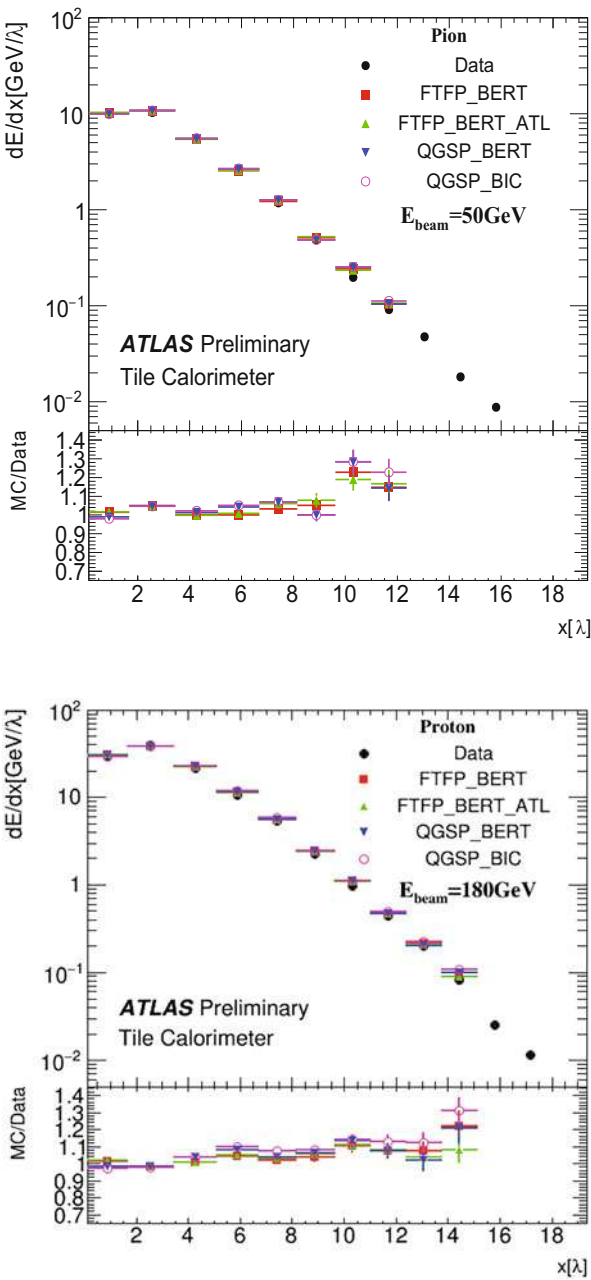 10²
Pion
dE/dx[GeV/λ]
Data
FTFP_BERT
10
FTFP_BERT_ATL
QGSP_BERT
QGSP_BIC
1
E_beam=50GeV
10⁻¹
ATLAS Preliminary
Tile Calorimeter
10⁻²
MC/Data
1.4
1.3
1.2
1.1
1
0.9
0.8
0.7
0 2 4 6 8 10 12 14 16 18
x[λ]
10²
Proton
dE/dx[GeV/λ]
Data
FTFP_BERT
10
FTFP_BERT_ATL
QGSP_BERT
QGSP_BIC
1
E_beam=180GeV
10⁻¹
ATLAS Preliminary
Tile Calorimeter
10⁻²
MC/Data
1.4
1.3
1.2
1.1
1
0.9
0.8
0.7
0 2 4 6 8 10 12 14 16 18
x[λ]